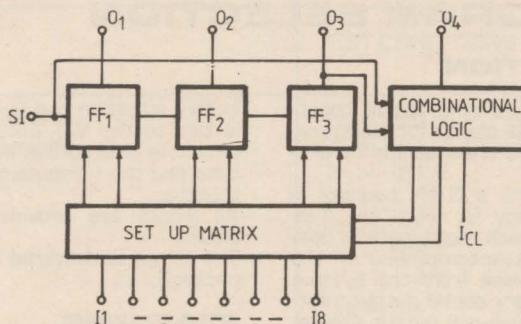 O1 O2 O3 O4
SI FF1 FF2 FF3 COMBINATIONAL
LOGIC
SET UP MATRIX
ICL
I1 I8